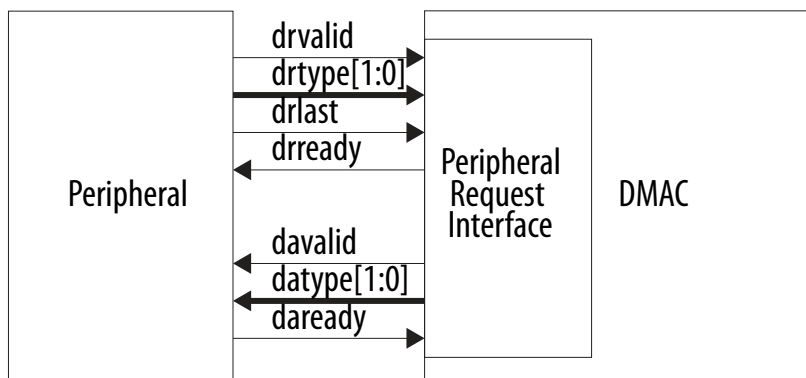 drvalid
drtype[1:0]
drlast
drready
Peripheral
Peripheral
Request
Interface
DMAC
davalid
datype[1:0]
daready